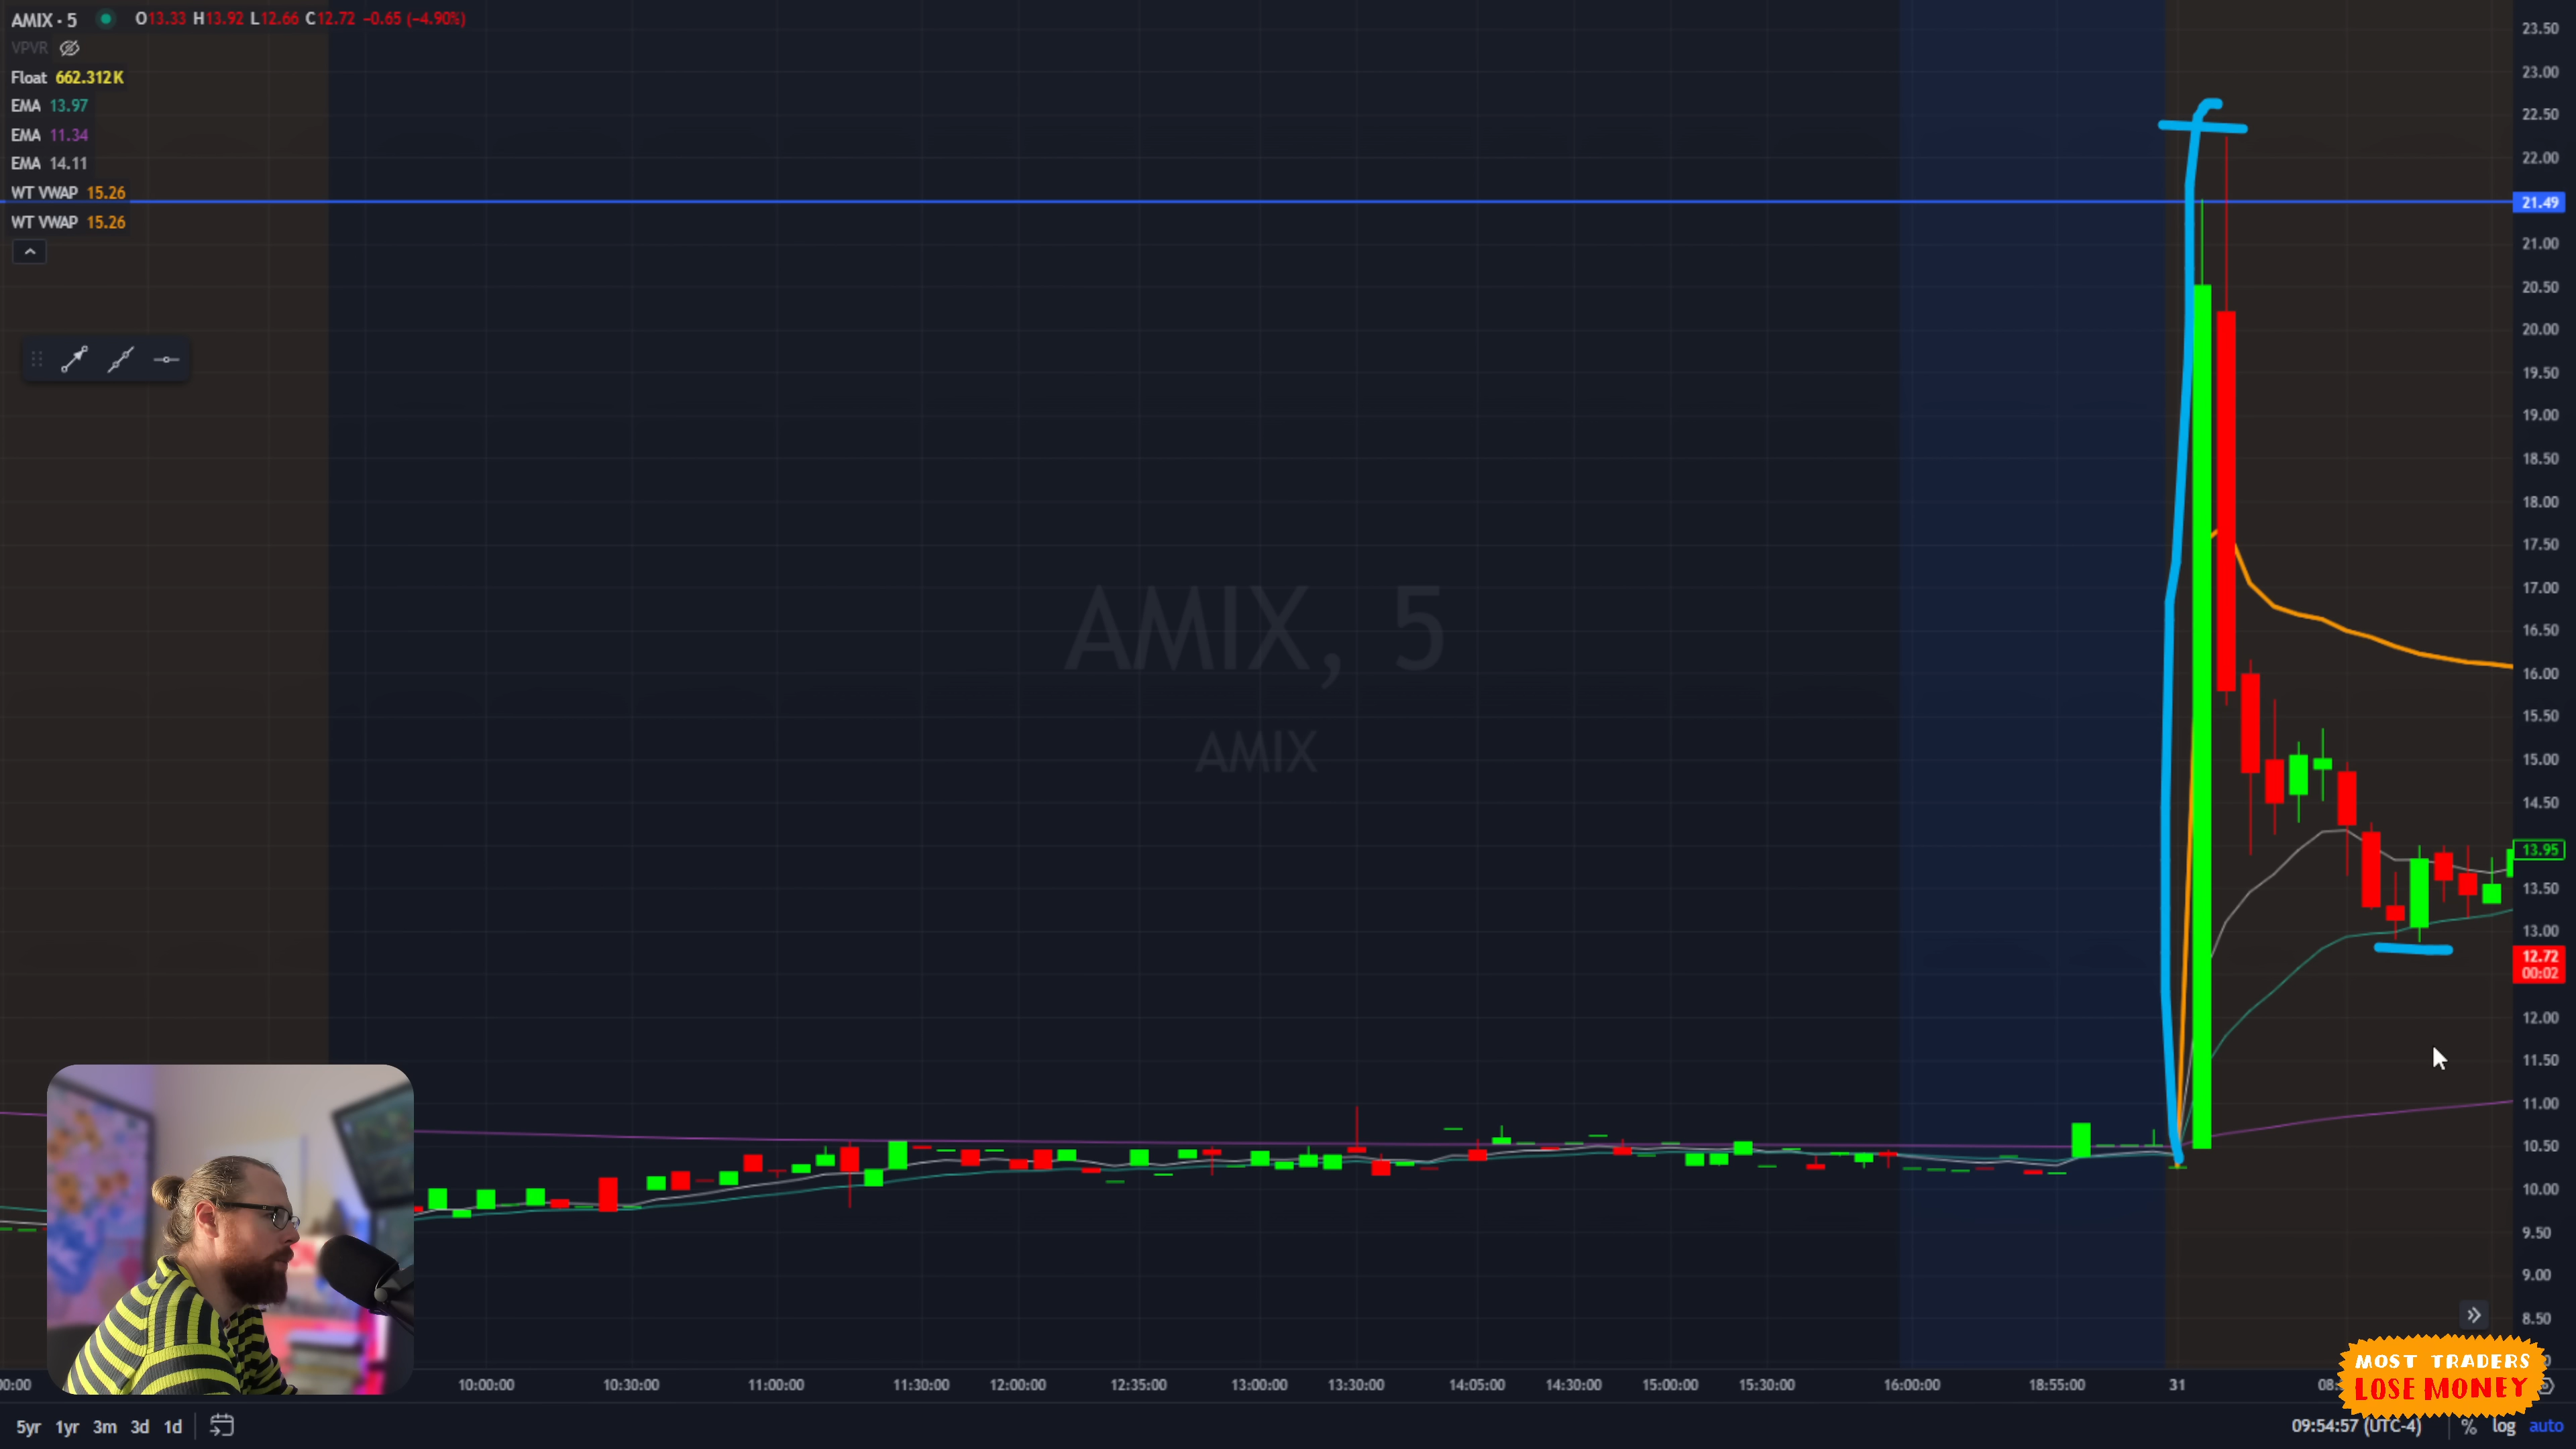 AMIX · 5 O13.33 H13.92 L12.66 C12.72 −0.65 (−4.90%)
VPVR
Float 662.312K
EMA 13.97
EMA 11.34
EMA 14.11
WT VWAP 15.26
WT VWAP 15.26
AMIX, 5
AMIX
23.50
23.00
22.50
22.00
21.49
21.00
20.50
20.00
19.50
19.00
18.50
18.00
17.50
17.00
16.50
16.00
15.50
15.00
14.50
13.95
13.50
13.00
12.72
00:02
12.00
11.50
11.00
10.50
10.00
9.50
9.00
8.50
MOST TRADERS
LOSE MONEY
10:00:00 10:30:00 11:00:00 11:30:00 12:00:00 12:35:00 13:00:00 13:30:00 14:05:00 14:30:00 15:00:00 15:30:00 16:00:00 18:55:00 31
5yr 1yr 3m 3d 1d 09:54:57 (UTC-4) % log auto